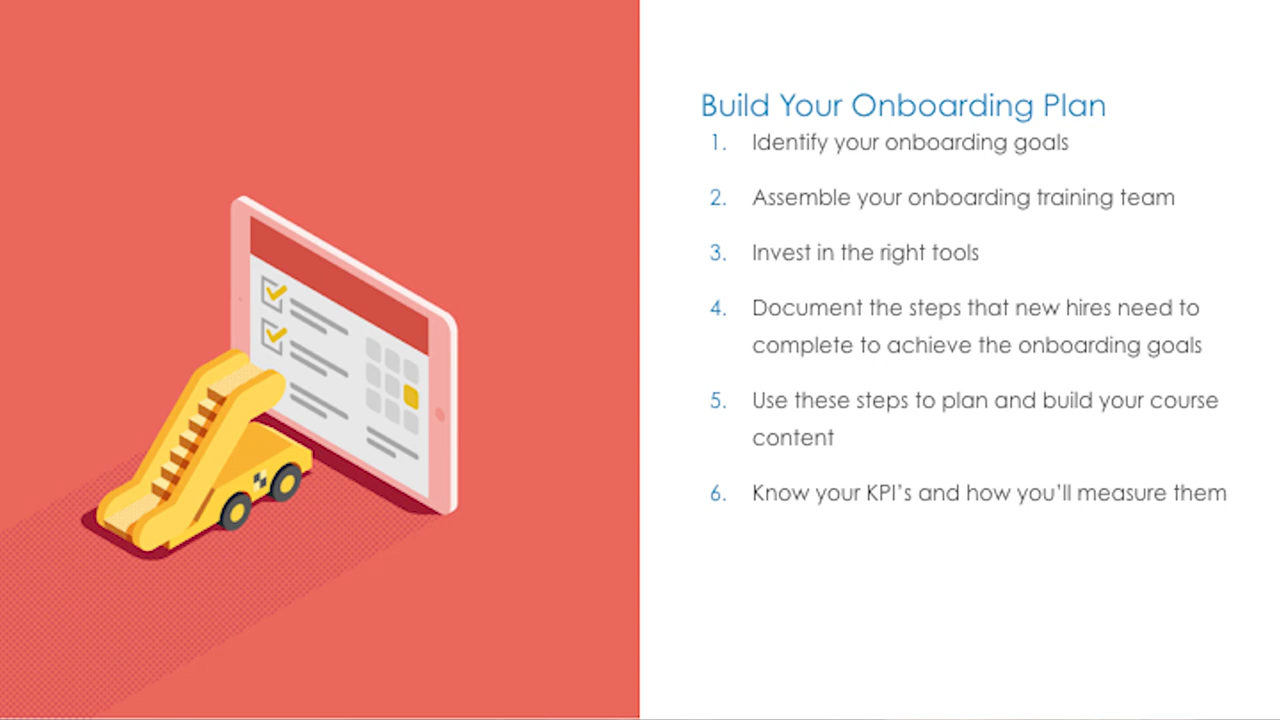 Build Your Onboarding Plan
1. Identify your onboarding goals
2. Assemble your onboarding training team
3. Invest in the right tools
4. Document the steps that new hires need to
complete to achieve the onboarding goals
5. Use these steps to plan and build your course
content
6. Know your KPI's and how you'll measure them